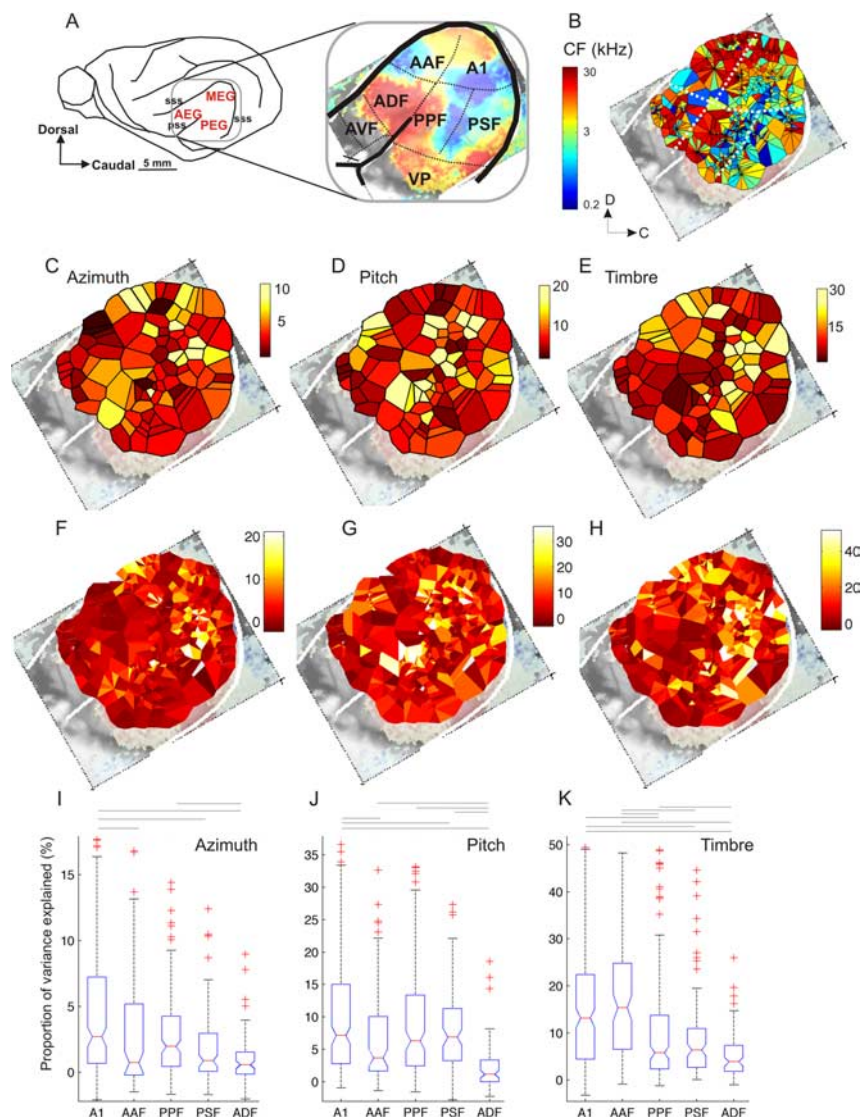 A
sss
MEG
AEG
pss
PEG
sss
Dorsal
Caudal 5 mm
AAF
A1
ADF
AVF
PPF
PSF
VP
B
CF (kHz)
30
3
0.2
D
C
C Azimuth
10
5
D Pitch
20
10
E Timbre
30
15
F
20
15
10
5
0
G
30
20
10
0
H
40
20
0
I
Azimuth
Proportion of variance explained (%)
15
10
5
0
A1 AAF PPF PSF ADF
J
Pitch
35
30
25
20
15
10
5
0
A1 AAF PPF PSF ADF
K
Timbre
50
40
30
20
10
0
A1 AAF PPF PSF ADF